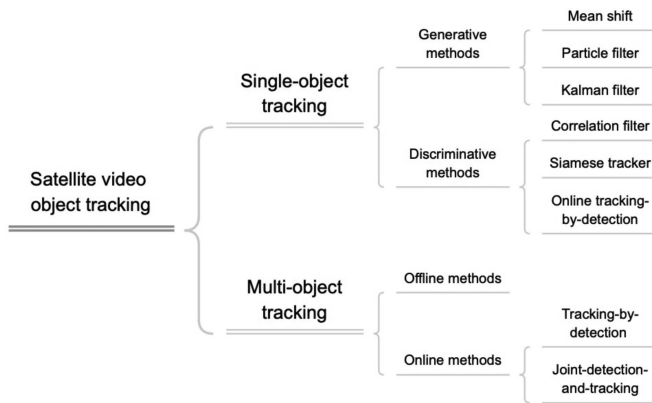 Satellite video
object tracking
Single-object
tracking
Generative
methods
Mean shift
Particle filter
Kalman filter
Discriminative
methods
Correlation filter
Siamese tracker
Online tracking-
by-detection
Multi-object
tracking
Offline methods
Online methods
Tracking-by-
detection
Joint-detection-
and-tracking